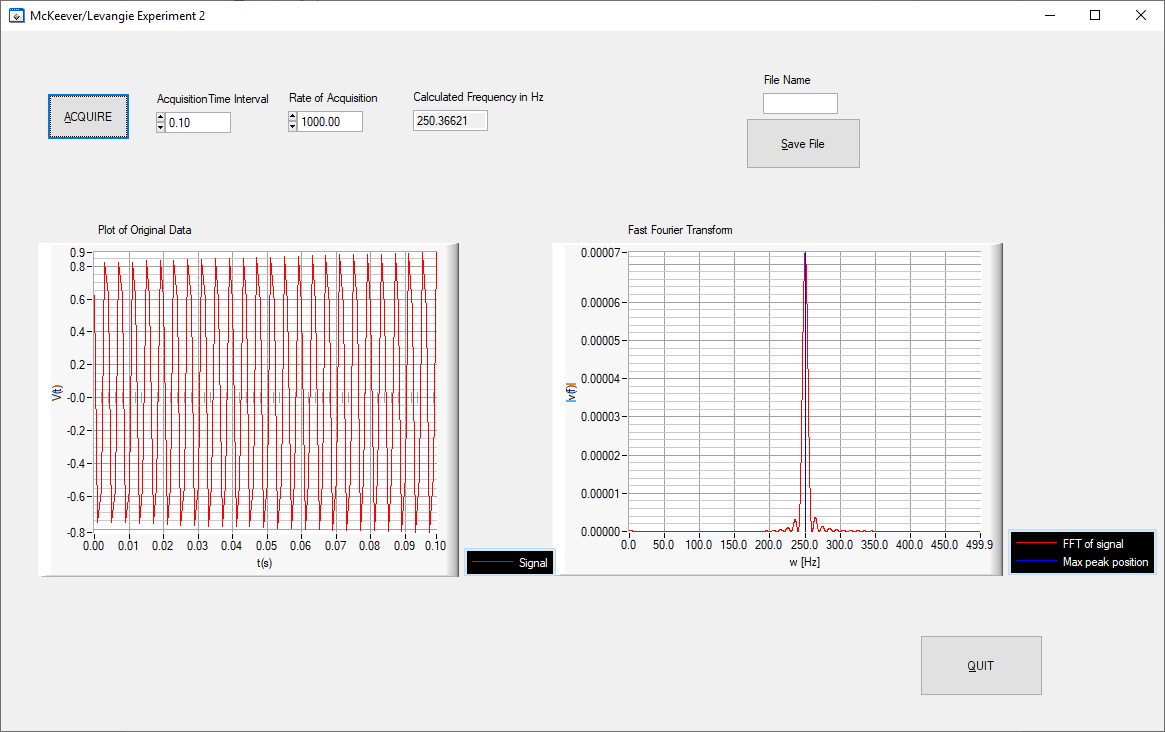 McKeever/Levangie Experiment 2
ACQUIRE
AcquisitionTime Interval
0.10
Rate of Acquisition
1000.00
Calculated Frequency in Hz
250.36621
File Name
Save File
Plot of Original Data
0.9
0.8
0.6
0.4
0.2
-0.0
-0.2
-0.4
-0.6
-0.8
V(t)
0.00 0.01 0.02 0.03 0.04 0.05 0.06 0.07 0.08 0.09 0.10
t(s)
Signal
Fast Fourier Transform
0.00007
0.00006
0.00005
0.00004
0.00003
0.00002
0.00001
0.00000
|v(f)|
0.0 50.0 100.0 150.0 200.0 250.0 300.0 350.0 400.0 450.0 499.9
w [Hz]
FFT of signal
Max peak position
QUIT